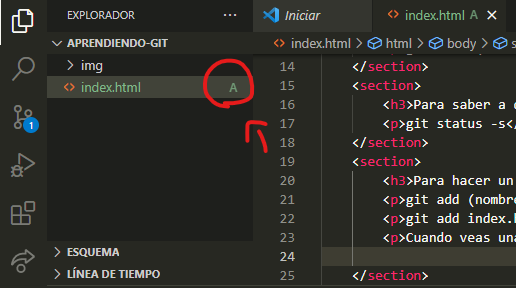 EXPLORADOR
APRENDIENDO-GIT
img
index.html A
1
ESQUEMA
LÍNEA DE TIEMPO
Iniciar
index.html A
index.html > html > body >
14 </section>
15 <section>
16 <h3>Para saber a
17 <p>git status -s</
18 </section>
19 <section>
20 <h3>Para hacer un
21 <p>git add (nombre
22 <p>git add index.h
23 <p>Cuando veas una
24
25 </section>